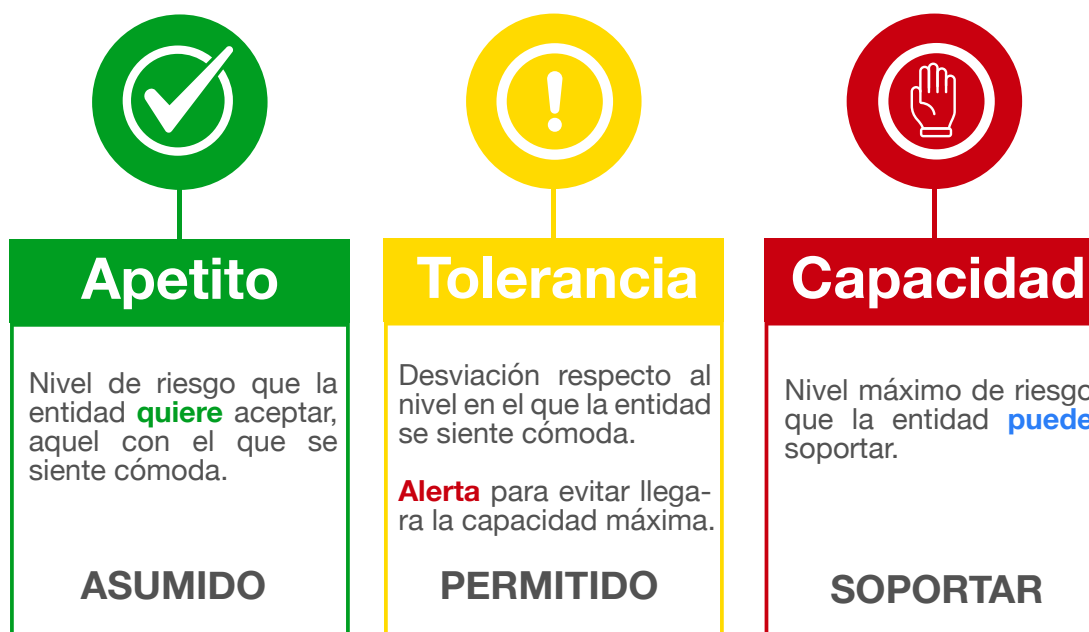 Apetito
Nivel de riesgo que la
entidad quiere aceptar,
aquel con el que se
siente cómoda.
ASUMIDO
Tolerancia
Desviación respecto al
nivel en el que la entidad
se siente cómoda.
Alerta para evitar llega-
ra la capacidad máxima.
PERMITIDO
Capacidad
Nivel máximo de riesgo
que la entidad puede
soportar.
SOPORTAR